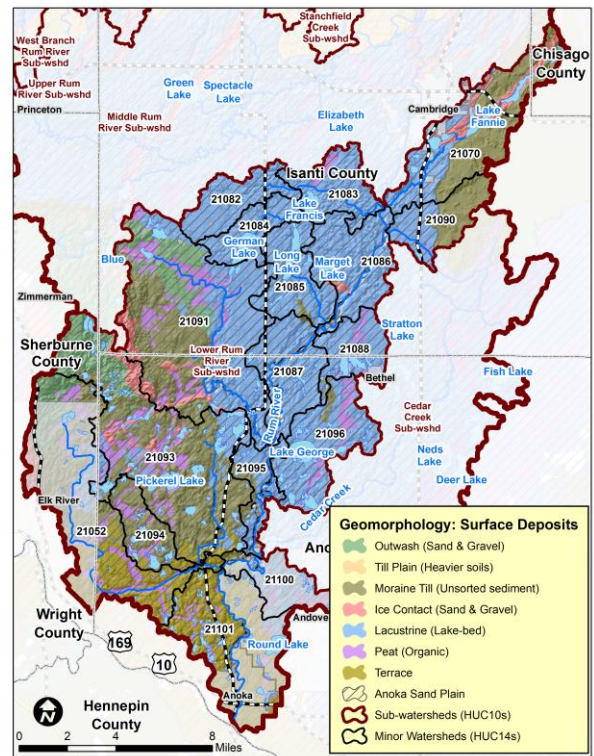 Stanchfield
Creek
Sub-wshd
West Branch
Rum River
Sub-wshd
Chisago
County
Upper Rum
River Sub-wshd
Green
Lake
Spectacle
Lake
Princeton
Cambridge
Lake
Fannie
Middle Rum
River Sub-wshd
Elizabeth
Lake
21070
Isanti County
21082
21083
Lake
Francis
21084
21090
German
Lake
Blue
Long
Lake
Marget
Lake
21086
21085
Zimmerman
21091
Stratton
Lake
Sherburne
County
Lower Rum
River
Sub-wshd
21088
21087
Bethel
Fish Lake
Rum River
Cedar
Creek
Sub-wshd
21096
Neds
Lake
21093
21095
Lake George
Pickerel Lake
Deer Lake
Elk River
Cedar Creek
21052
21094
Ano
21100
Wright
County
Andove
21101
Round Lake
169
10
Anoka
N
Hennepin
County
0 4 8
Miles
Geomorphology: Surface Deposits
Outwash (Sand & Gravel)
Till Plain (Heavier soils)
Moraine Till (Unsorted sediment)
Ice Contact (Sand & Gravel)
Lacustrine (Lake-bed)
Peat (Organic)
Terrace
Anoka Sand Plain
Sub-watersheds (HUC10s)
Minor Watersheds (HUC14s)